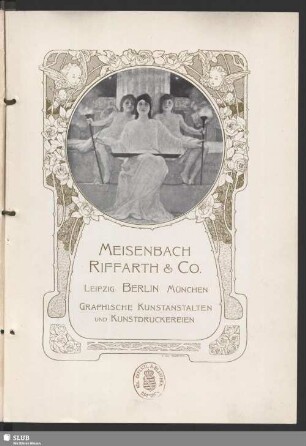 MEISENBACH
RIFFARTH & CO.
LEIPZIG. BERLIN MÜNCHEN
GRAPHISCHE KUNSTANSTALTEN
UND KUNSTDRUCKEREIEN
SLUB